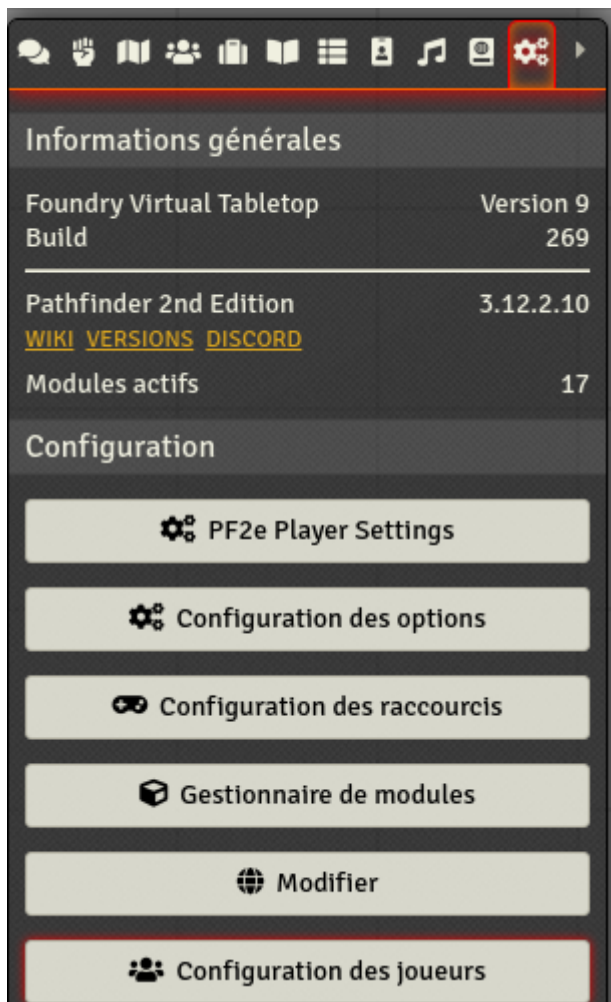 Informations générales
Foundry Virtual Tabletop Version 9
Build 269
Pathfinder 2nd Edition 3.12.2.10
WIKI VERSIONS DISCORD
Modules actifs 17
Configuration
PF2e Player Settings
Configuration des options
Configuration des raccourcis
Gestionnaire de modules
Modifier
Configuration des joueurs